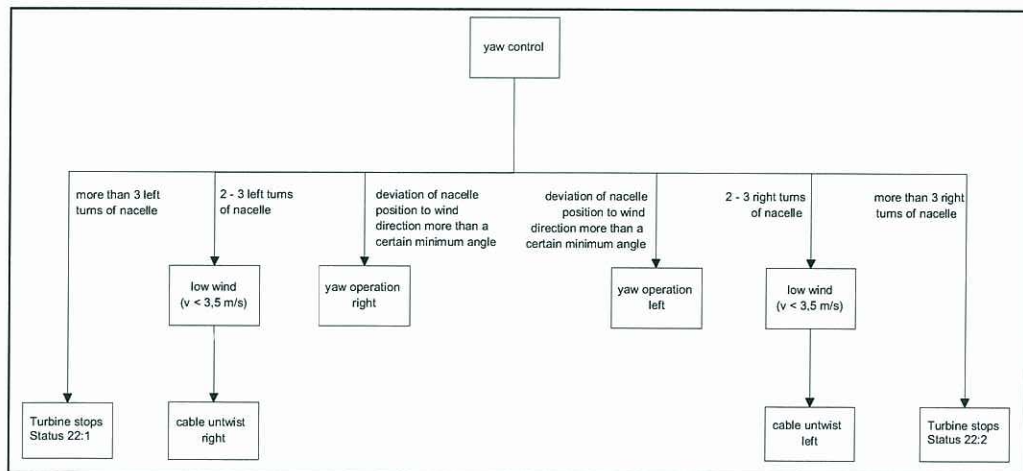 yaw control
more than 3 left
turns of nacelle
2 - 3 left turns
of nacelle
deviation of nacelle
position to wind
direction more than a
certain minimum angle
deviation of nacelle
position to wind
direction more than a
certain minimum angle
2 - 3 right turns
of nacelle
more than 3 right
turns of nacelle
low wind
(v < 3,5 m/s)
yaw operation
right
yaw operation
left
low wind
(v < 3,5 m/s)
Turbine stops
Status 22:1
cable untwist
right
cable untwist
left
Turbine stops
Status 22:2